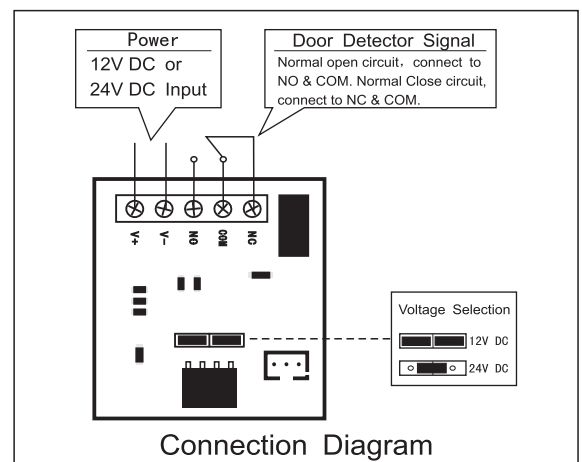 Power
12V DC or
24V DC Input
Door Detector Signal
Normal open circuit, connect to
NO & COM. Normal Close circuit,
connect to NC & COM.
V+
V-
NO
COM
NC
Voltage Selection
12V DC
24V DC
Connection Diagram